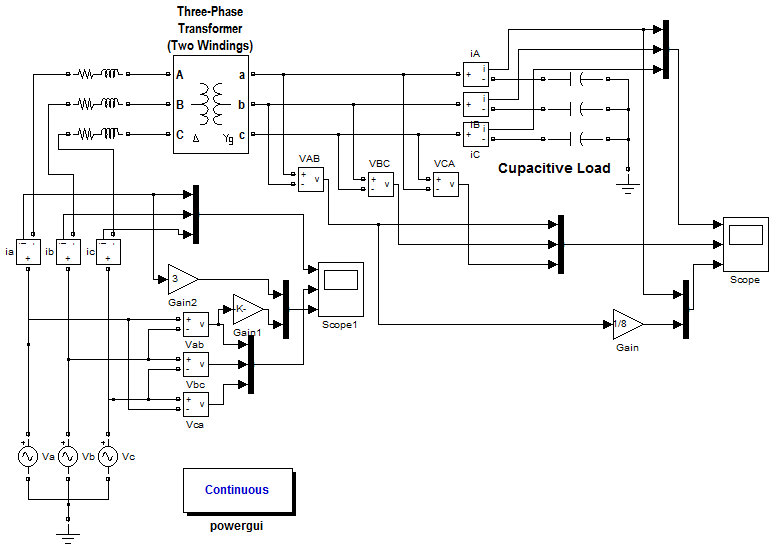 Three-Phase
Transformer
(Two Windings)
A
B
C
a
b
c
Δ
Yg
iA
i
+
-
i
+
-
iB
i
+
-
iC
Cupacitive Load
VAB
+
-
v
VBC
+
-
v
VCA
+
-
v
ia
i
-
+
ib
i
-
+
ic
i
-
+
3
Gain2
-K-
Gain1
Scope1
Scope
1/8
Gain
+
-
v
Vab
+
-
v
Vbc
+
-
v
Vca
+
Va
+
Vb
+
Vc
Continuous
powergui